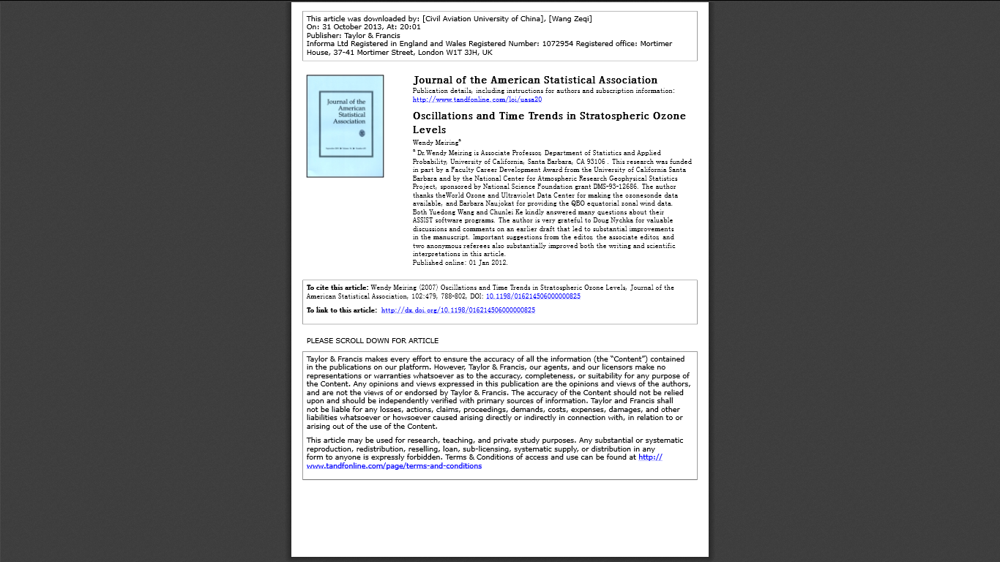 This article was downloaded by: [Civil Aviation University of China], [Wang Zeqi]
On: 31 October 2013, At: 20:01
Publisher: Taylor & Francis
Informa Ltd Registered in England and Wales Registered Number: 1072954 Registered office: Mortimer
House, 37-41 Mortimer Street, London W1T 3JH, UK
Journal of the
American
Statistical
Association
Journal of the American Statistical Association
Publication details, including instructions for authors and subscription information:
http://www.tandfonline.com/loi/uasa20
Oscillations and Time Trends in Stratospheric Ozone
Levels
Wendy Meiring a
a Dr. Wendy Meiring is Associate Professor, Department of Statistics and Applied
Probability, University of California, Santa Barbara, CA 93106 . This research was funded
in part by a Faculty Career Development Award from the University of California Santa
Barbara and by the National Center for Atmospheric Research Geophysical Statistics
Project, sponsored by National Science Foundation grant DMS-93-12686. The author
thanks theWorld Ozone and Ultraviolet Data Center for making the ozonesonde data
available, and Barbara Naujokat for providing the QBO equatorial zonal wind data.
Both Yuedong Wang and Chunlei Ke kindly answered many questions about their
ASSIST software programs. The author is very grateful to Doug Nychka for valuable
discussions and comments on an earlier draft that led to substantial improvements
in the manuscript. Important suggestions from the editor, the associate editor, and
two anonymous referees also substantially improved both the writing and scientific
interpretations in this article.
Published online: 01 Jan 2012.
To cite this article: Wendy Meiring (2007) Oscillations and Time Trends in Stratospheric Ozone Levels, Journal of the
American Statistical Association, 102:479, 788-802, DOI: 10.1198/016214506000000825
To link to this article: http://dx.doi.org/10.1198/016214506000000825
PLEASE SCROLL DOWN FOR ARTICLE
Taylor & Francis makes every effort to ensure the accuracy of all the information (the “Content”) contained
in the publications on our platform. However, Taylor & Francis, our agents, and our licensors make no
representations or warranties whatsoever as to the accuracy, completeness, or suitability for any purpose of
the Content. Any opinions and views expressed in this publication are the opinions and views of the authors,
and are not the views of or endorsed by Taylor & Francis. The accuracy of the Content should not be relied
upon and should be independently verified with primary sources of information. Taylor and Francis shall
not be liable for any losses, actions, claims, proceedings, demands, costs, expenses, damages, and other
liabilities whatsoever or howsoever caused arising directly or indirectly in connection with, in relation to or
arising out of the use of the Content.
This article may be used for research, teaching, and private study purposes. Any substantial or systematic
reproduction, redistribution, reselling, loan, sub-licensing, systematic supply, or distribution in any
form to anyone is expressly forbidden. Terms & Conditions of access and use can be found at http://
www.tandfonline.com/page/terms-and-conditions